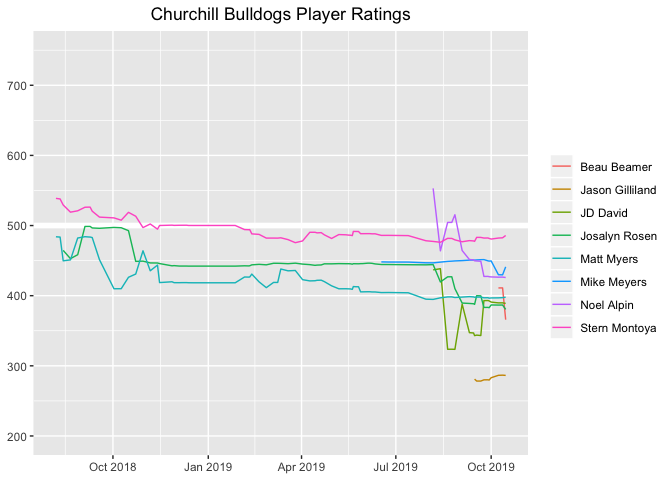 Churchill Bulldogs Player Ratings
700
600
500
400
300
200
Oct 2018
Jan 2019
Apr 2019
Jul 2019
Oct 2019
Beau Beamer
Jason Gilliland
JD David
Josalyn Rosen
Matt Myers
Mike Meyers
Noel Alpin
Stern Montoya